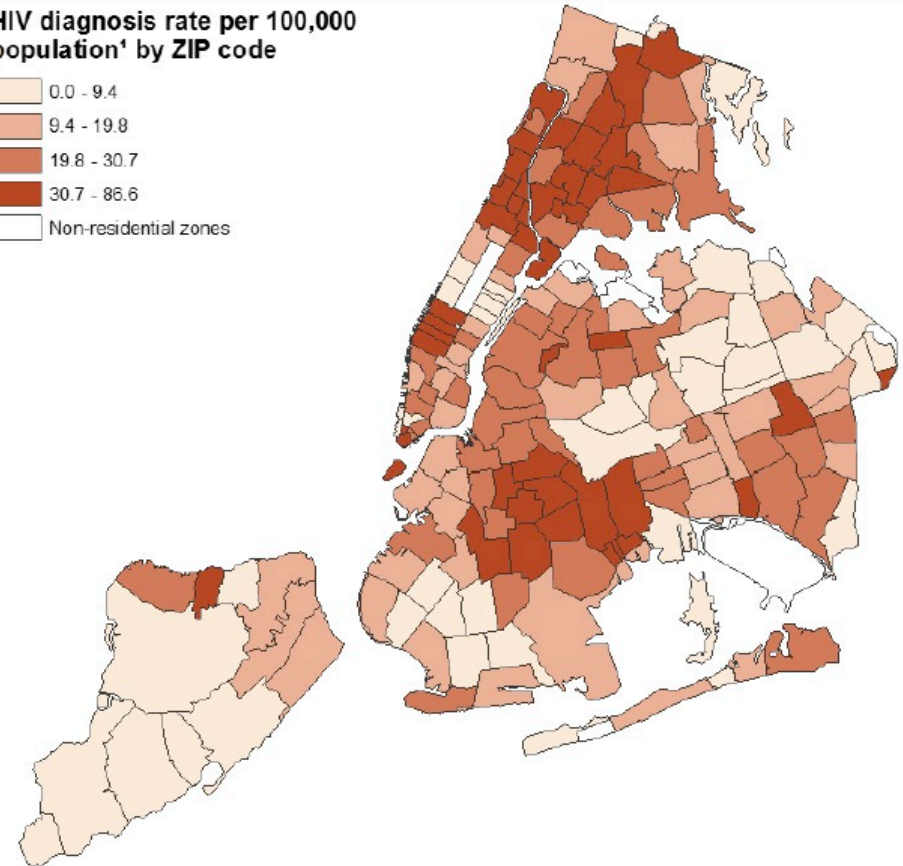 HIV diagnosis rate per 100,000
population¹ by ZIP code
0.0 - 9.4
9.4 - 19.8
19.8 - 30.7
30.7 - 86.6
Non-residential zones